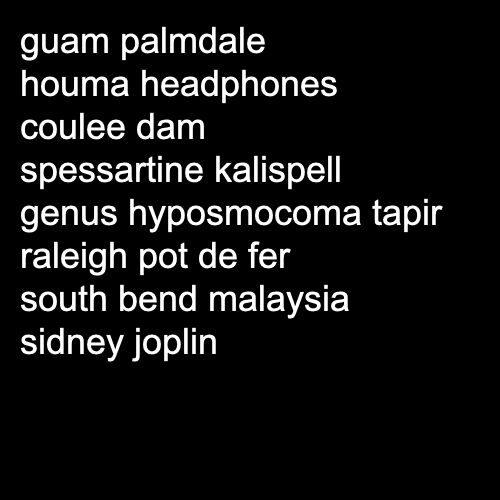 guam palmdale
houma headphones
coulee dam
spessartine kalispell
genus hyposmocoma tapir
raleigh pot de fer
south bend malaysia
sidney joplin